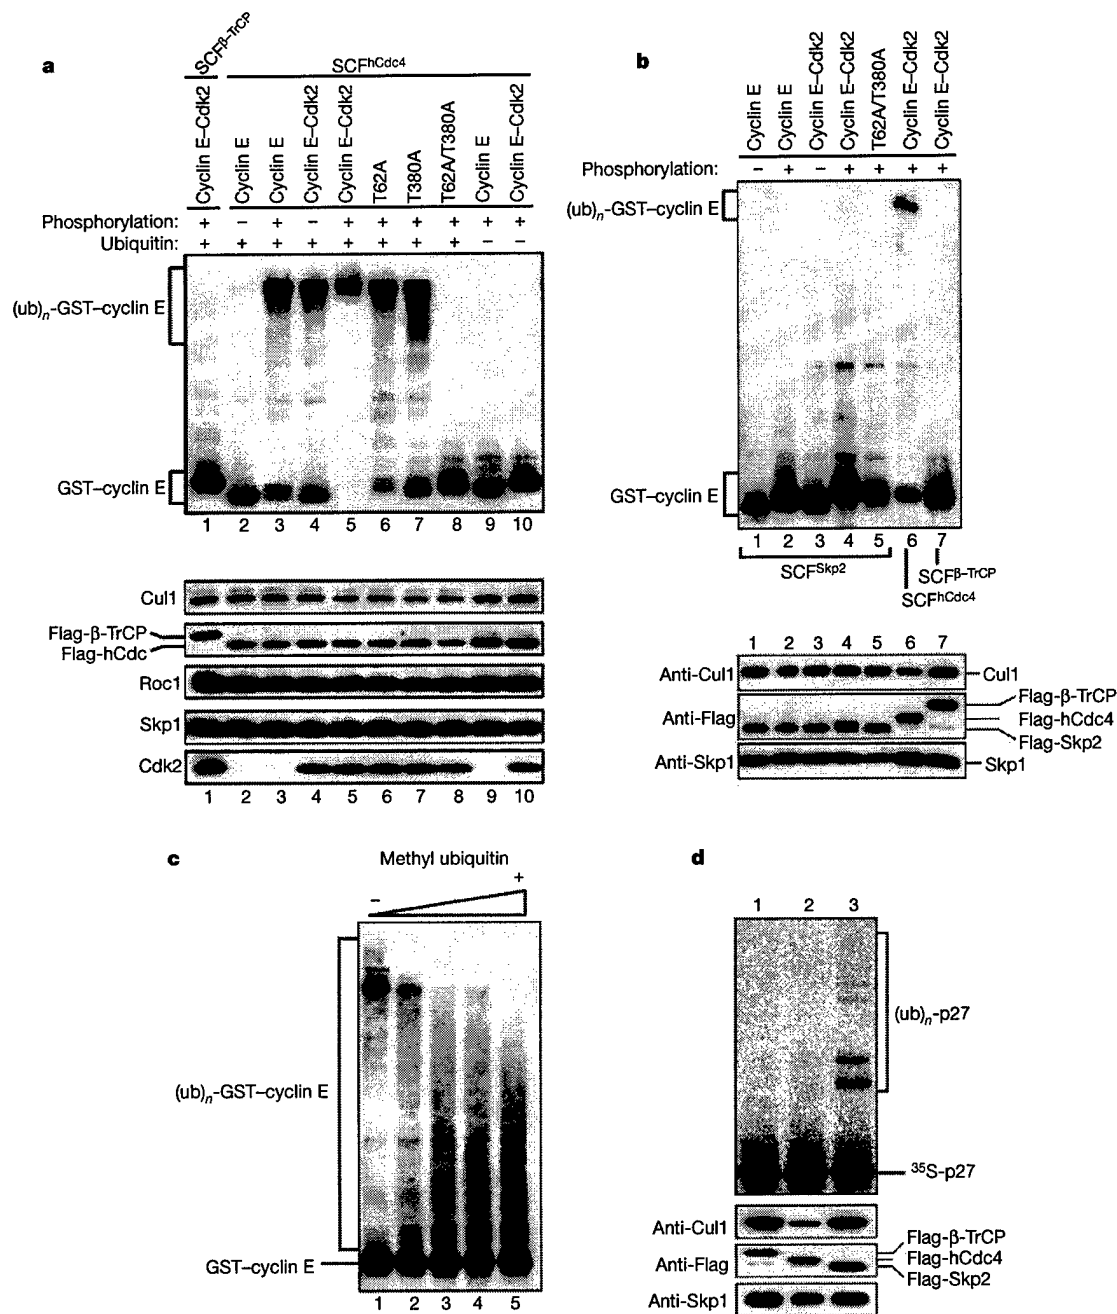 a
SCFβ–TrCP
SCFhCdc4
Cyclin E–Cdk2
Cyclin E
Cyclin E
Cyclin E–Cdk2
Cyclin E–Cdk2
T62A
T380A
T62A/T380A
Cyclin E
Cyclin E–Cdk2
Phosphorylation: + – + – + + + + – +
Ubiquitin: + + + + + + + + – –
(ub)n-GST–cyclin E
GST–cyclin E
1 2 3 4 5 6 7 8 9 10
Cul1
Flag-β-TrCP
Flag-hCdc
Roc1
Skp1
Cdk2
1 2 3 4 5 6 7 8 9 10
b
Cyclin E
Cyclin E
Cyclin E–Cdk2
Cyclin E–Cdk2
T62A/T380A
Cyclin E–Cdk2
Cyclin E–Cdk2
Phosphorylation: – + – + + + +
(ub)n-GST–cyclin E
GST–cyclin E
1 2 3 4 5 6 7
SCFSkp2
SCFβ–TrCP
SCFhCdc4
1 2 3 4 5 6 7
Anti-Cul1
Cul1
Flag-β-TrCP
Anti-Flag
Flag-hCdc4
Flag-Skp2
Anti-Skp1
Skp1
c
Methyl ubiquitin
– +
(ub)n-GST–cyclin E
GST–cyclin E
1 2 3 4 5
d
1 2 3
(ub)n-p27
35S-p27
Anti-Cul1
Flag-β-TrCP
Anti-Flag
Flag-hCdc4
Flag-Skp2
Anti-Skp1